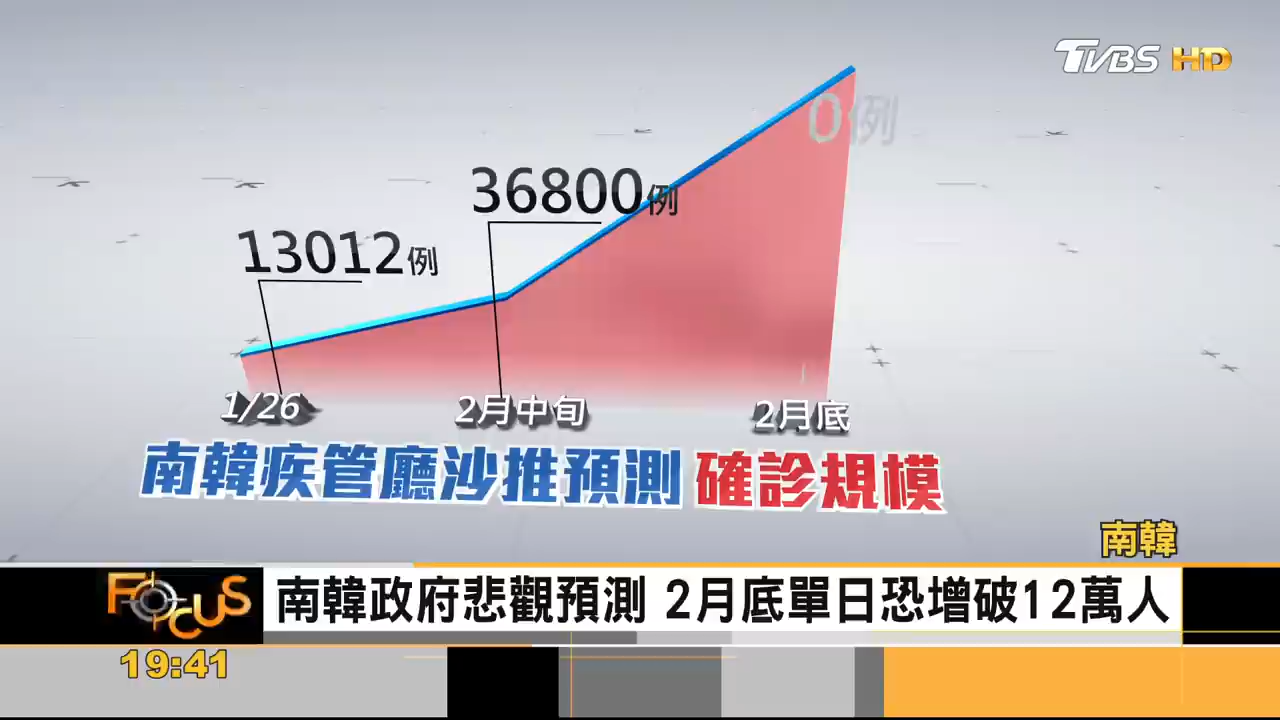 TVBS HD
0例
36800例
13012例
1/26
2月中旬
2月底
南韓疾管廳沙推預測 確診規模
南韓
FOCUS
南韓政府悲觀預測 2月底單日恐增破12萬人
19:41